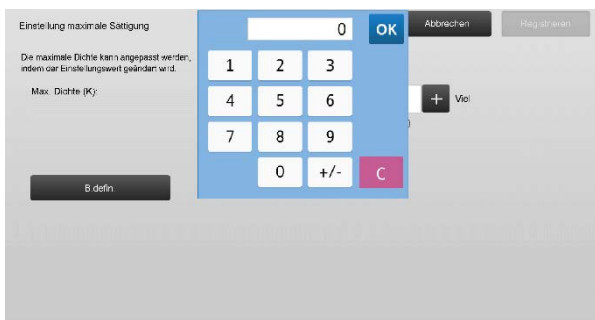 Einstellung maximale Sättigung
0
OK
Abbrechen
Registrieren
Die maximale Dichte kann angepasst werden,
indem der Einstellungswert geändert wird.
1 2 3
Max. Dichte (K):
4 5 6
+ Viel
)
7 8 9
0 +/- C
B defin.